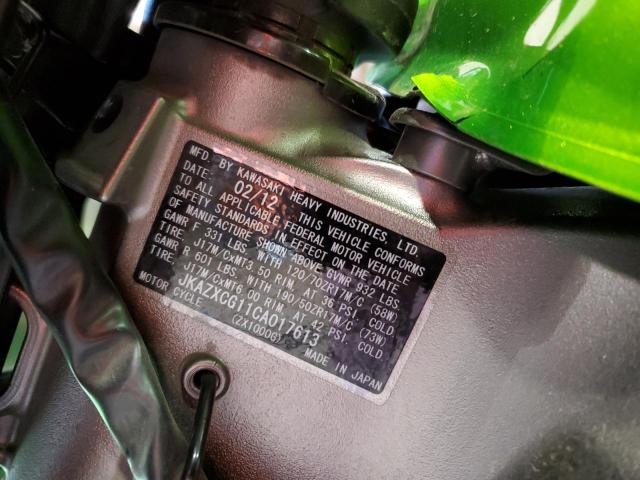 MFD. BY KAWASAKI HEAVY INDUSTRIES, LTD.
DATE: 02/12 THIS VEHICLE CONFORMS
TO ALL APPLICABLE FEDERAL MOTOR VEHICLE
SAFETY STANDARDS IN EFFECT ON THE DATE
OF MANUFACTURE SHOWN ABOVE GVWR 932 LBS.
GAWR F 331 LBS. WITH 120/70ZR17M/C (58W)
TIRE, J17M/CxMT3.50 RIM, AT 36 PSI. COLD
GAWR R 601 LBS. WITH 190/50ZR17M/C (73W)
TIRE, J17M/CxMT6.00 RIM, AT 42 PSI. COLD.
JKAZXCG11CA017613
MOTOR CYCLE (ZX1000G) MADE IN JAPAN